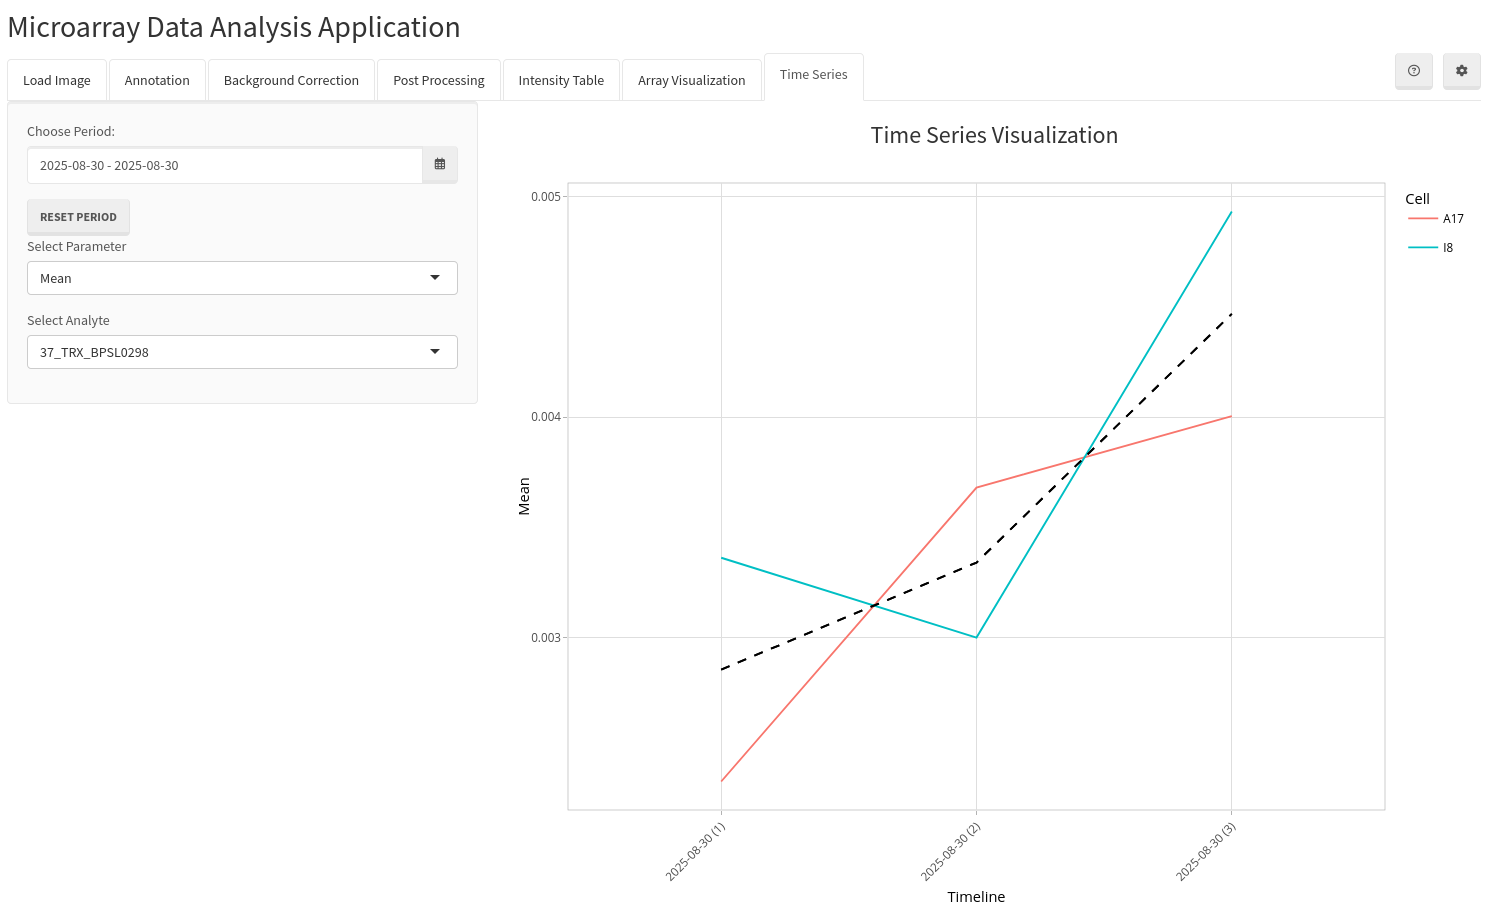 Microarray Data Analysis Application
Load Image
Annotation
Background Correction
Post Processing
Intensity Table
Array Visualization
Time Series
Choose Period:
2025-08-30 - 2025-08-30
RESET PERIOD
Select Parameter
Mean
Select Analyte
37_TRX_BPSL0298
Time Series Visualization
0.005
0.004
0.003
Mean
2025-08-30 (1)
2025-08-30 (2)
2025-08-30 (3)
Timeline
Cell
A17
I8